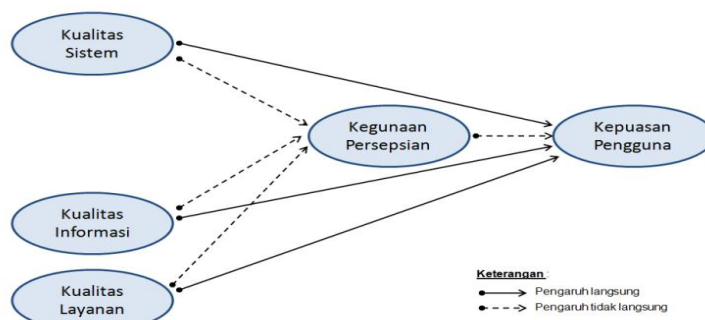 Kualitas
Sistem
Kegunaan
Persepsian
Kepuasan
Pengguna
Kualitas
Informasi
Kualitas
Layanan
Keterangan :
Pengaruh langsung
Pengaruh tidak langsung